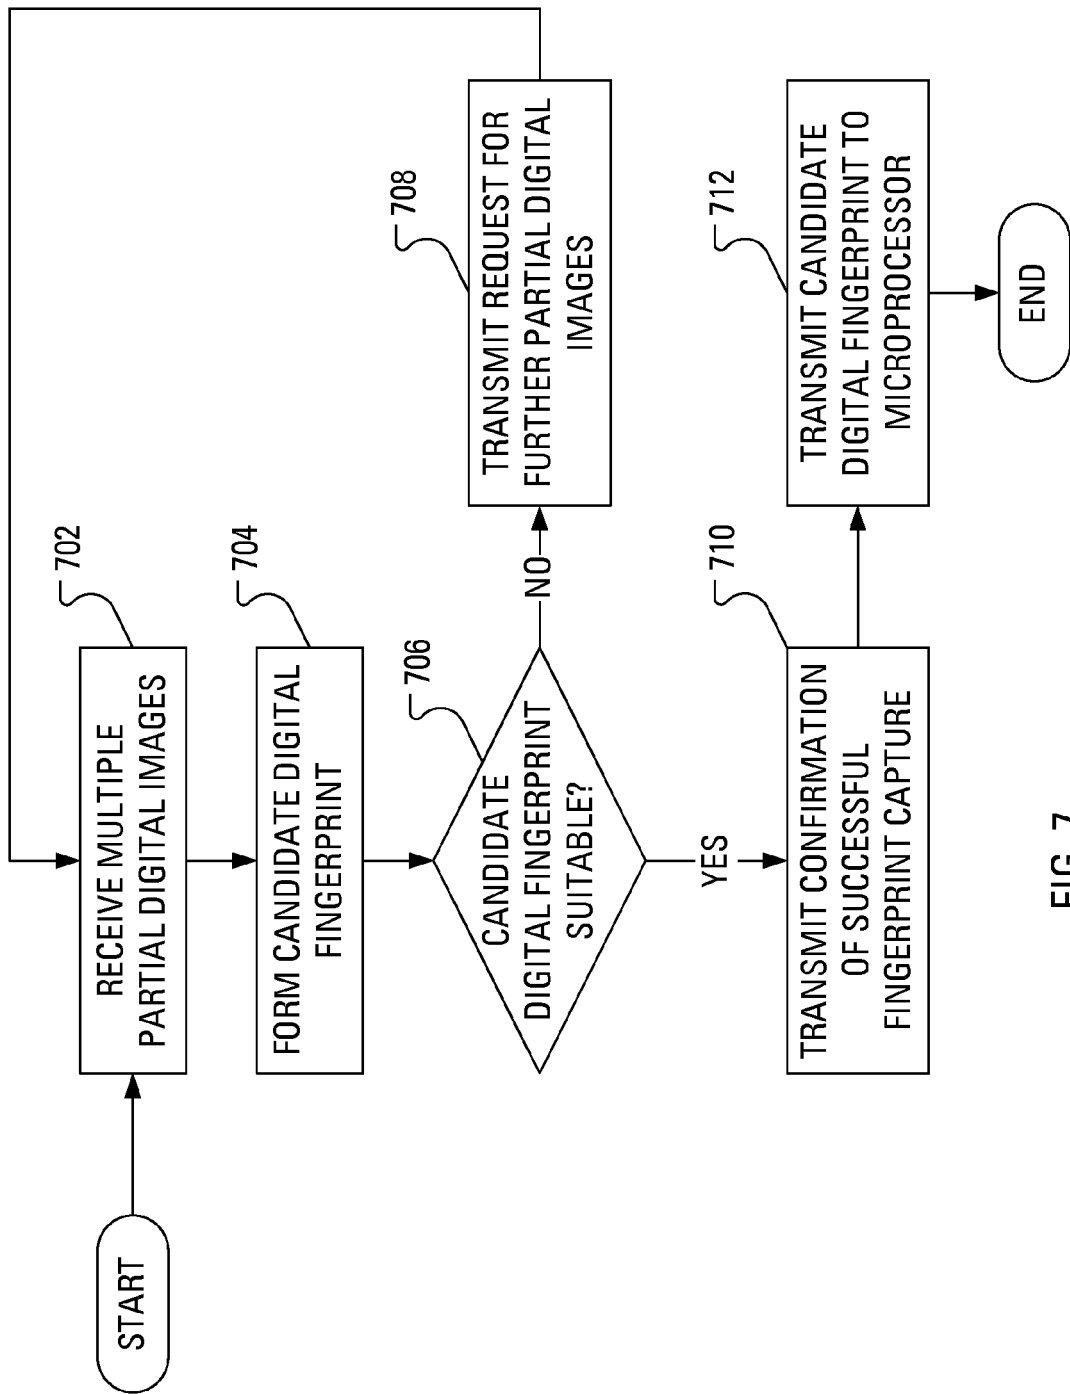 START
702
RECEIVE MULTIPLE
PARTIAL DIGITAL IMAGES
704
FORM CANDIDATE DIGITAL
FINGERPRINT
706
CANDIDATE
DIGITAL FINGERPRINT
SUITABLE?
NO
708
TRANSMIT REQUEST FOR
FURTHER PARTIAL DIGITAL
IMAGES
YES
710
TRANSMIT CONFIRMATION
OF SUCCESSFUL
FINGERPRINT CAPTURE
712
TRANSMIT CANDIDATE
DIGITAL FINGERPRINT TO
MICROPROCESSOR
END
FIG. 7